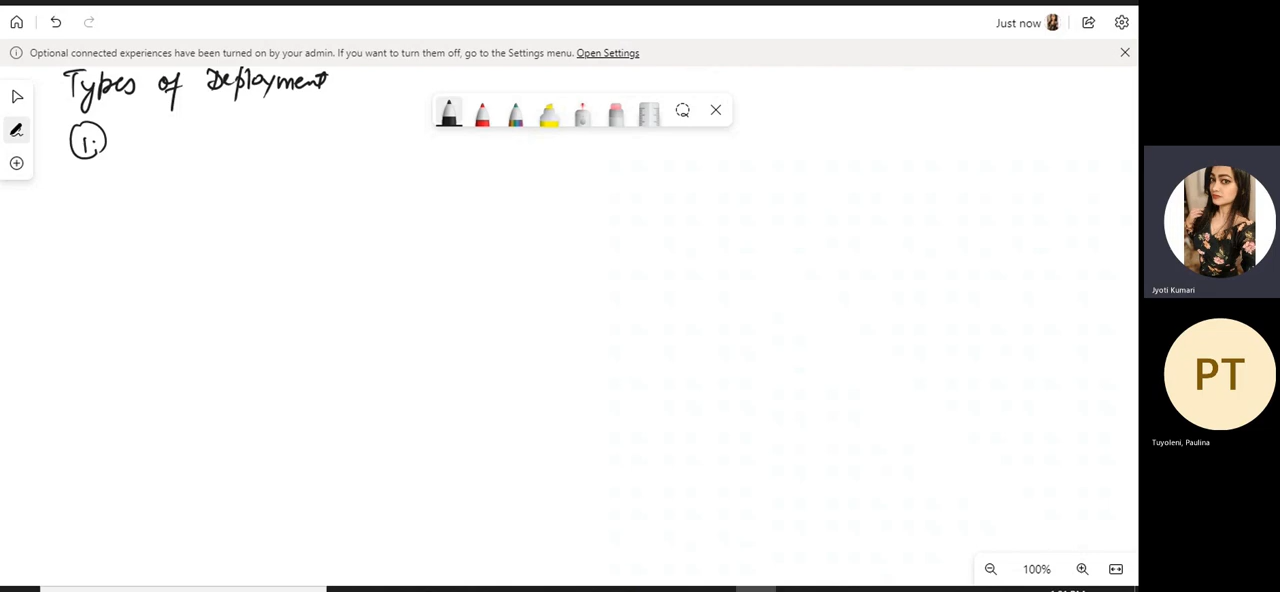 Just now
Optional connected experiences have been turned on by your admin. If you want to turn them off, go to the Settings menu. Open Settings
Types of Deployment
1.
100%
Jyoti Kumari
PT
Tuyoleni, Paulina